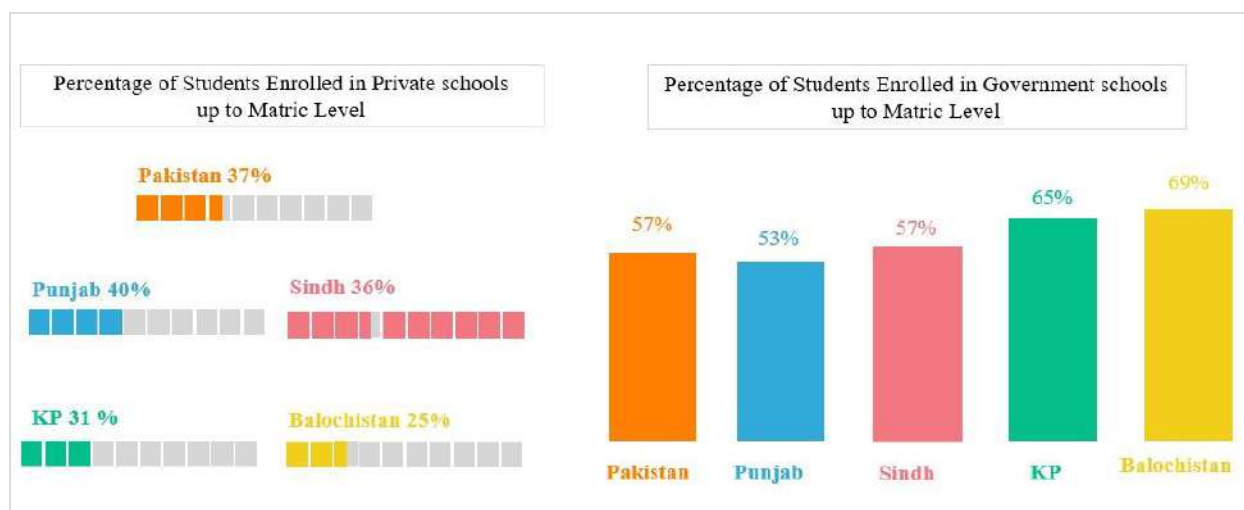 Percentage of Students Enrolled in Private schools
up to Matric Level
Pakistan 37%
Punjab 40%
Sindh 36%
KP 31 %
Balochistan 25%
Percentage of Students Enrolled in Government schools
up to Matric Level
57%
53%
57%
65%
69%
Pakistan
Punjab
Sindh
KP
Balochistan